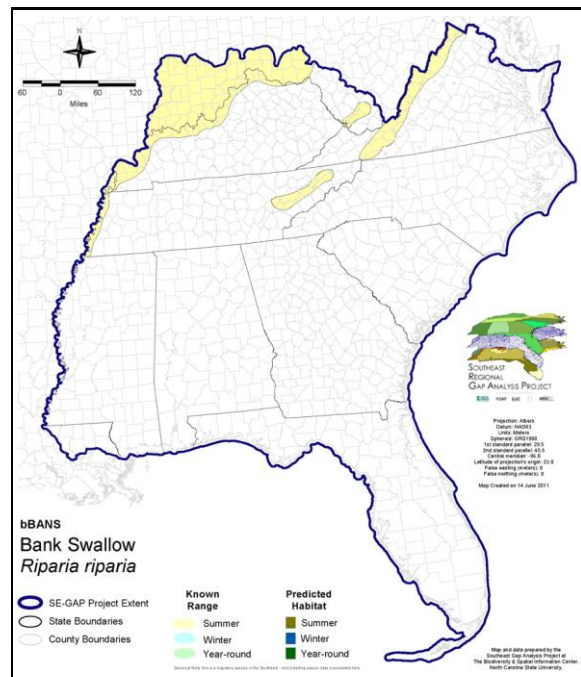 N
60 0 60 120
Miles
SOUTHEAST
REGIONAL
GAP ANALYSIS PROJECT
Projection: Albers
Datum: NAD83
Units: Meters
Spheroid: GRS1980
1st standard parallel: 29.5
2nd standard parallel: 45.5
Central meridian: -96.0
Latitude of projection's origin: 23.0
False easting (meters): 0
False northing (meters): 0
Map Created on 14 June 2011
bBANS
Bank Swallow
Riparia riparia
SE-GAP Project Extent
State Boundaries
County Boundaries
Known
Range
Summer
Winter
Year-round
Predicted
Habitat
Summer
Winter
Year-round
Map and data prepared by the
Southeast Gap Analysis Project at
The Biodiversity & Spatial Information Center,
North Carolina State University.